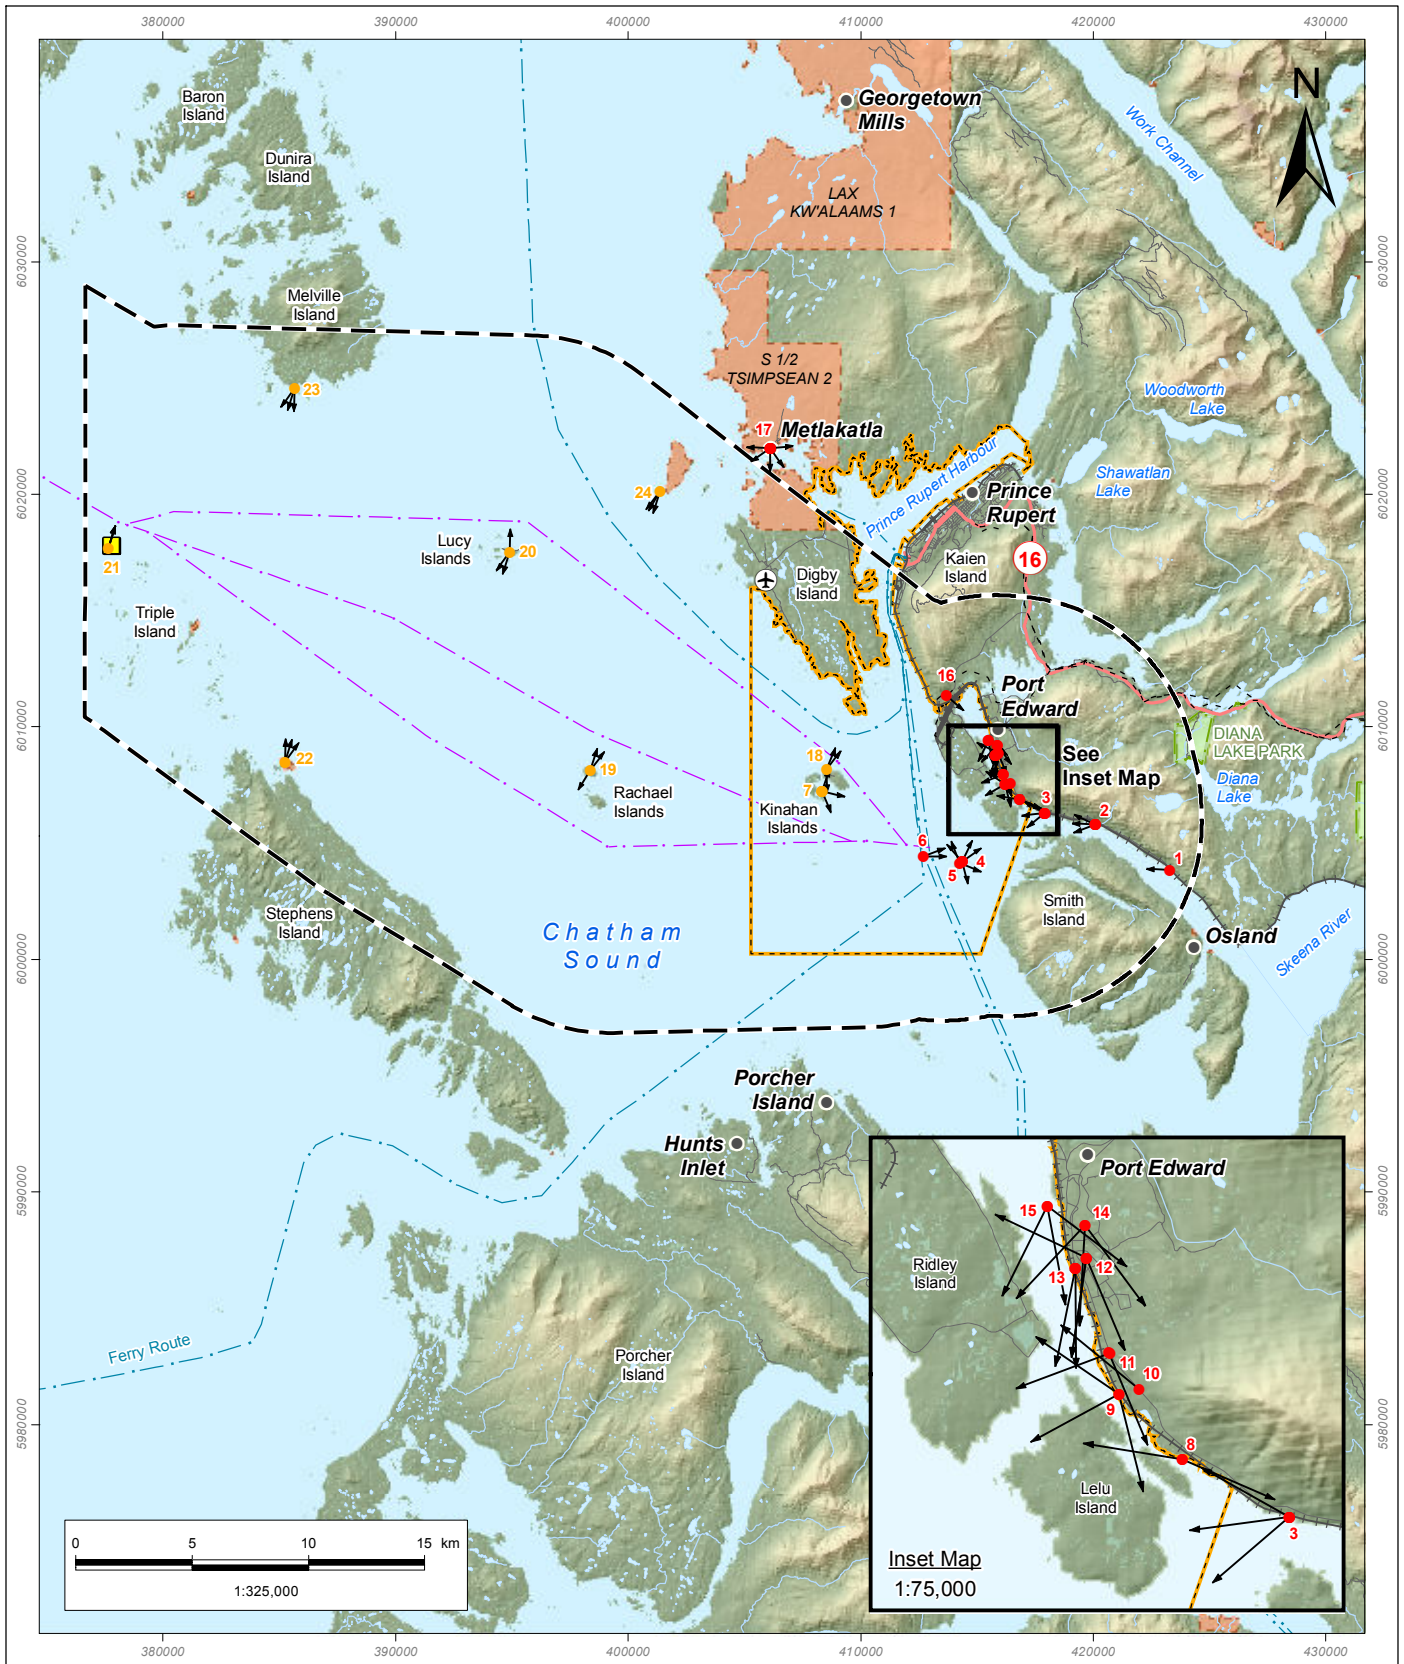 380000
390000
400000
410000
420000
430000
Baron
Island
Dunira
Island
Georgetown
Mills
Work Channel
N
LAX
KW'ALAAMS 1
6030000
6030000
Melville
Island
S 1/2
TSIMPSEAN 2
Woodworth
Lake
23
17
Metlakatla
Prince Rupert Harbour
Shawatlan
Lake
24
6020000
6020000
Prince
Rupert
Lucy
Islands
20
21
16
Kaien
Island
Digby
Island
Triple
Island
16
Port
Edward
6010000
6010000
DIANA
LAKE PARK
See
Inset Map
Diana
Lake
22
19
18
7
Rachael
Islands
Kinahan
Islands
3
2
6
4
5
1
Stephens
Island
Smith
Island
Chatham
Sound
Osland
Skeena River
6000000
6000000
Porcher
Island
Hunts
Inlet
5990000
5990000
Port Edward
15
14
Ridley
Island
13
12
Ferry Route
Porcher
Island
11
10
9
5980000
5980000
8
Lelu
Island
3
Inset Map
1:75,000
0
5
10
15
km
1:325,000
380000
390000
400000
410000
420000
430000